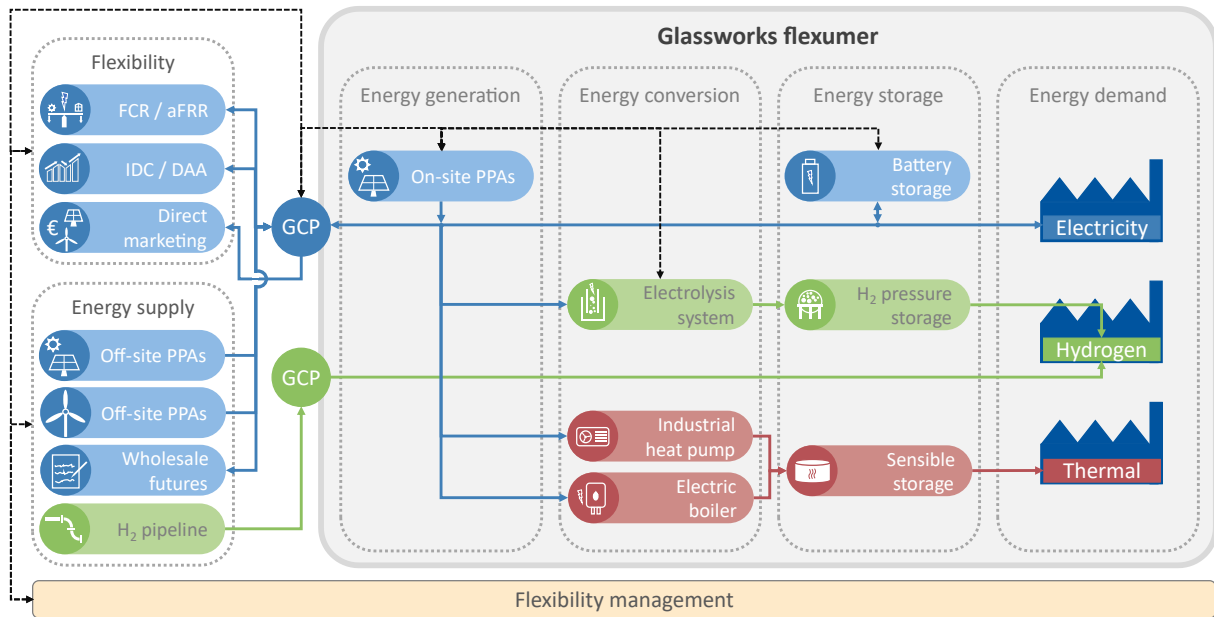 Glassworks flexumer
Flexibility
FCR / aFRR
IDC / DAA
Direct
marketing
€
Energy supply
Off-site PPAs
Off-site PPAs
Wholesale
futures
H₂ pipeline
GCP
GCP
Energy generation
On-site PPAs
Energy conversion
Electrolysis
system
Industrial
heat pump
Electric
boiler
Energy storage
Battery
storage
H₂ pressure
storage
Sensible
storage
Energy demand
Electricity
Hydrogen
Thermal
Flexibility management